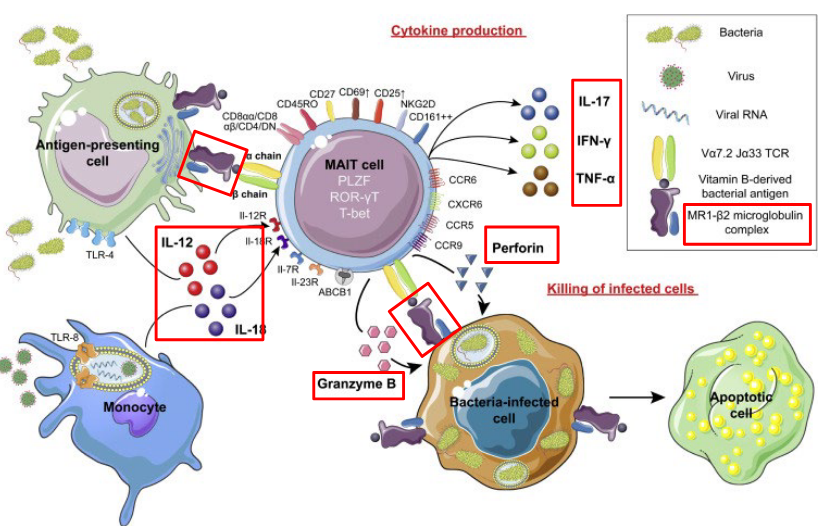 Cytokine production
Bacteria
Virus
Viral RNA
Vα7.2 Jα33 TCR
Vitamin B-derived
bacterial antigen
MR1-β2 microglobulin
complex
CD8αα/CD8
αβ/CD4/DN
CD45RO
CD27
CD69↑
CD25↑
NKG2D
CD161++
IL-17
IFN-γ
TNF-α
Antigen-presenting
cell
α chain
β chain
MAIT cell
PLZF
ROR-γT
T-bet
CCR6
CXCR6
CCR5
CCR9
TLR-4
IL-12
IL-18
Il-12R
Il-18R
Il-7R
Il-23R
ABCB1
Perforin
Killing of infected cells
TLR-8
Monocyte
Granzyme B
Bacteria-infected
cell
Apoptotic
cell